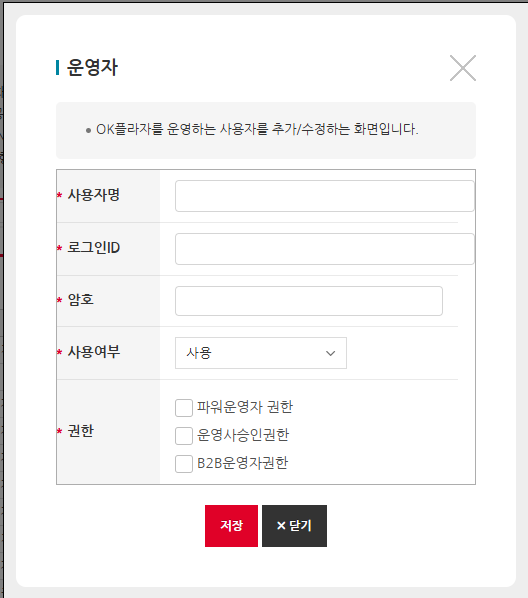 운영자
● OK플라자를 운영하는 사용자를 추가/수정하는 화면입니다.
* 사용자명
* 로그인ID
* 암호
* 사용여부 사용
* 권한
파워운영자 권한
운영사승인권한
B2B운영자권한
저장 × 닫기